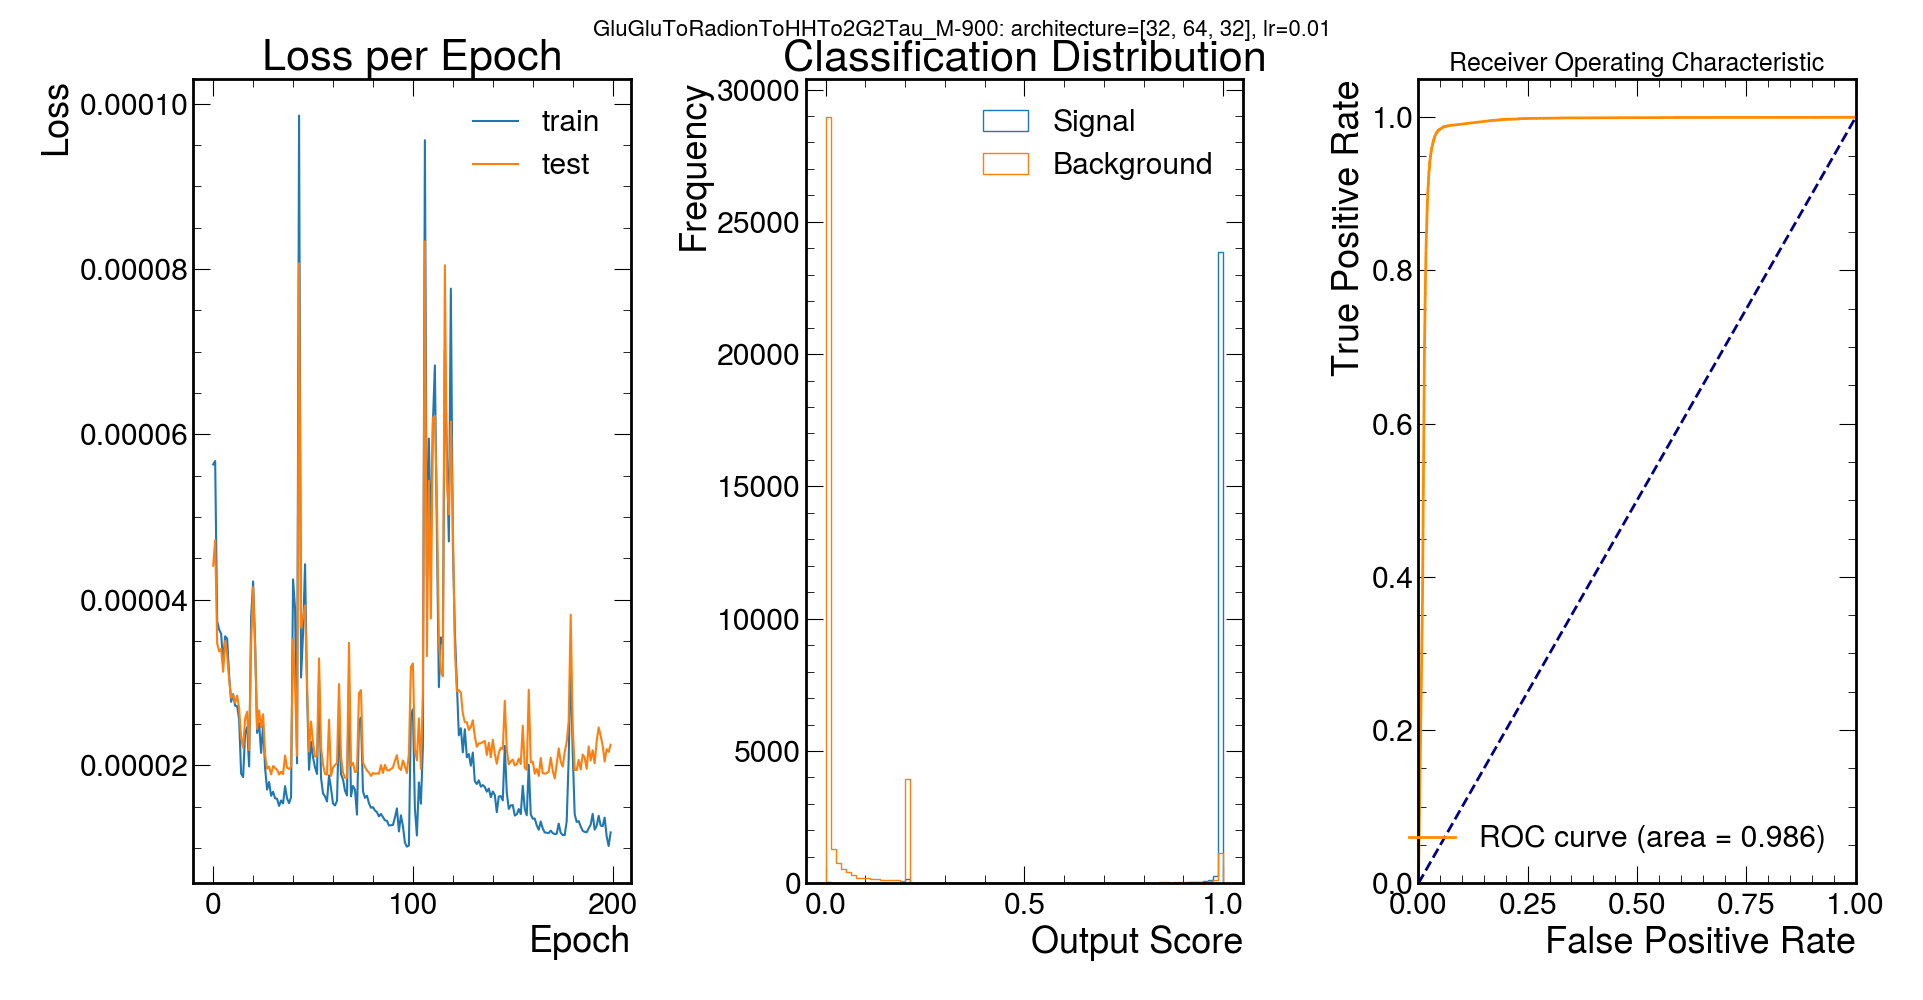 GluGluToRadionToHHTo2G2Tau_M-900: architecture=[32, 64, 32], lr=0.01
Loss per Epoch
Loss
0.00010
0.00008
0.00006
0.00004
0.00002
train
test
0
100
200
Epoch
Classification Distribution
Frequency
30000
25000
20000
15000
10000
5000
0
Signal
Background
0.0
0.5
1.0
Output Score
Receiver Operating Characteristic
True Positive Rate
1.0
0.8
0.6
0.4
0.2
0.0
ROC curve (area = 0.986)
0.00
0.25
0.50
0.75
1.00
False Positive Rate